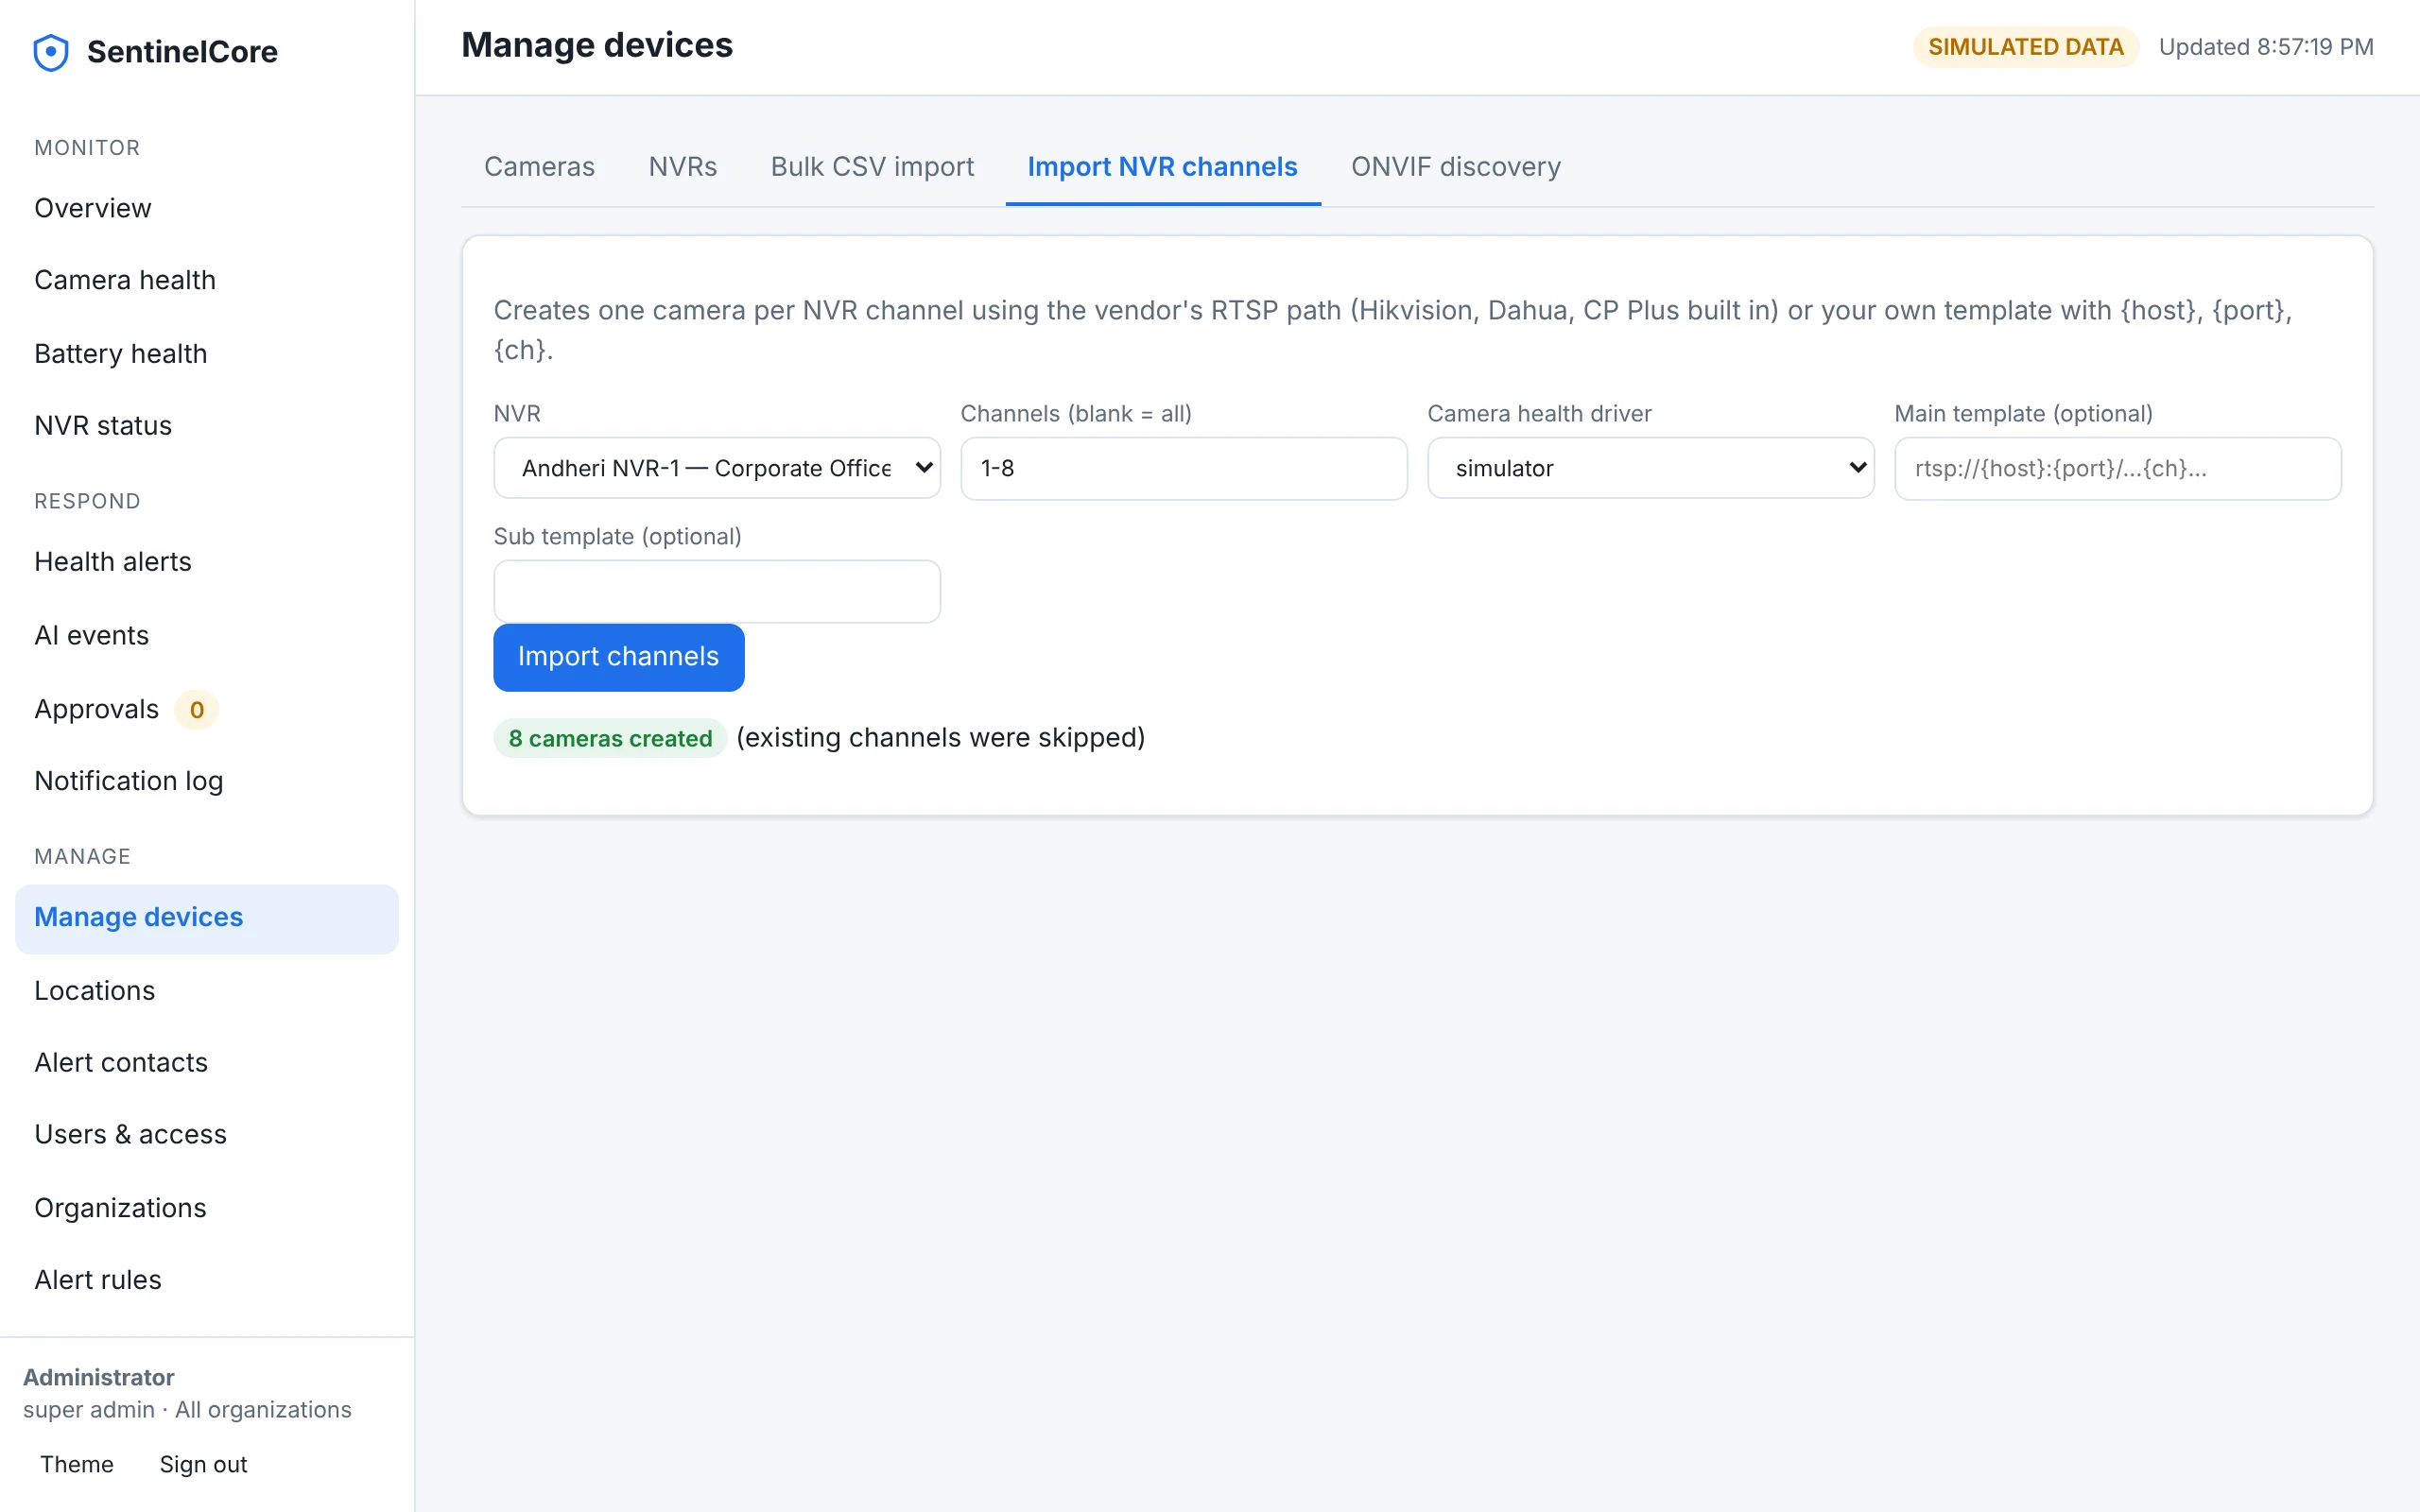 SentinelCore
MONITOR
Overview
Camera health
Battery health
NVR status
RESPOND
Health alerts
AI events
Approvals 0
Notification log
MANAGE
Manage devices
Locations
Alert contacts
Users & access
Organizations
Alert rules
Administrator
super admin · All organizations
Theme Sign out
Manage devices
SIMULATED DATA Updated 8:57:19 PM
Cameras NVRs Bulk CSV import Import NVR channels ONVIF discovery
Creates one camera per NVR channel using the vendor's RTSP path (Hikvision, Dahua, CP Plus built in) or your own template with {host}, {port},
{ch}.
NVR Channels (blank = all) Camera health driver Main template (optional)
Andheri NVR-1 — Corporate Office 1-8 simulator rtsp://{host}:{port}/...{ch}...
Sub template (optional)
Import channels
8 cameras created (existing channels were skipped)